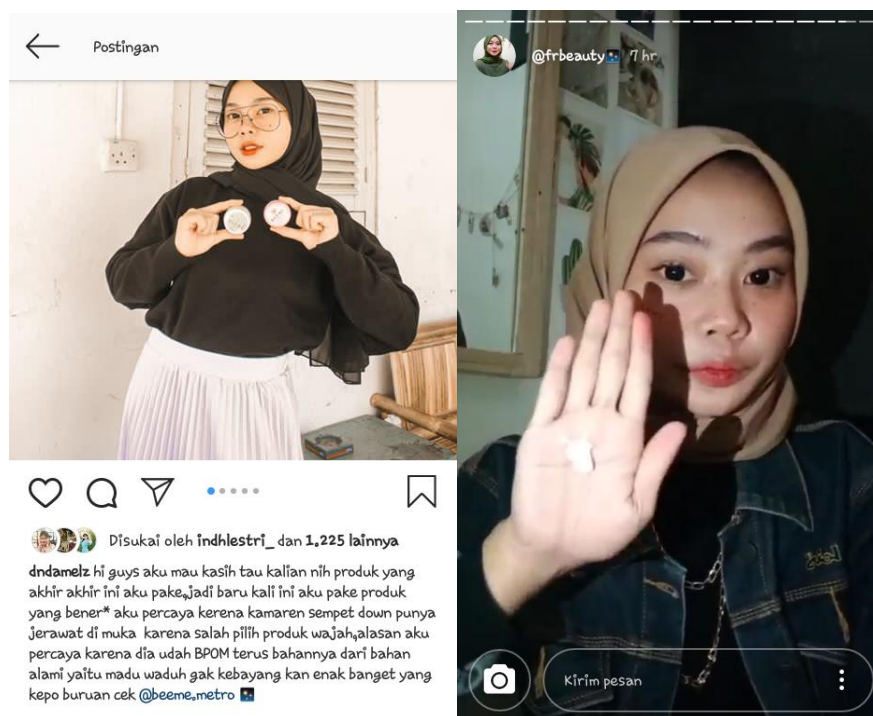 Postingan
Disukai oleh indhlestri_ dan 1.225 lainnya
dndamelz hi guys aku mau kasih tau kalian nih produk yang
akhir akhir ini aku pake,jadi baru kali ini aku pake produk
yang bener* aku percaya kerena kamaren sempet down punya
jerawat di muka karena salah pilih produk wajah,alasan aku
percaya karena dia udah BPOM terus bahannya dari bahan
alami yaitu madu waduh gak kebayang kan enak banget yang
kepo buruan cek @beeme.metro
@frbeauty 7 hr
Kirim pesan